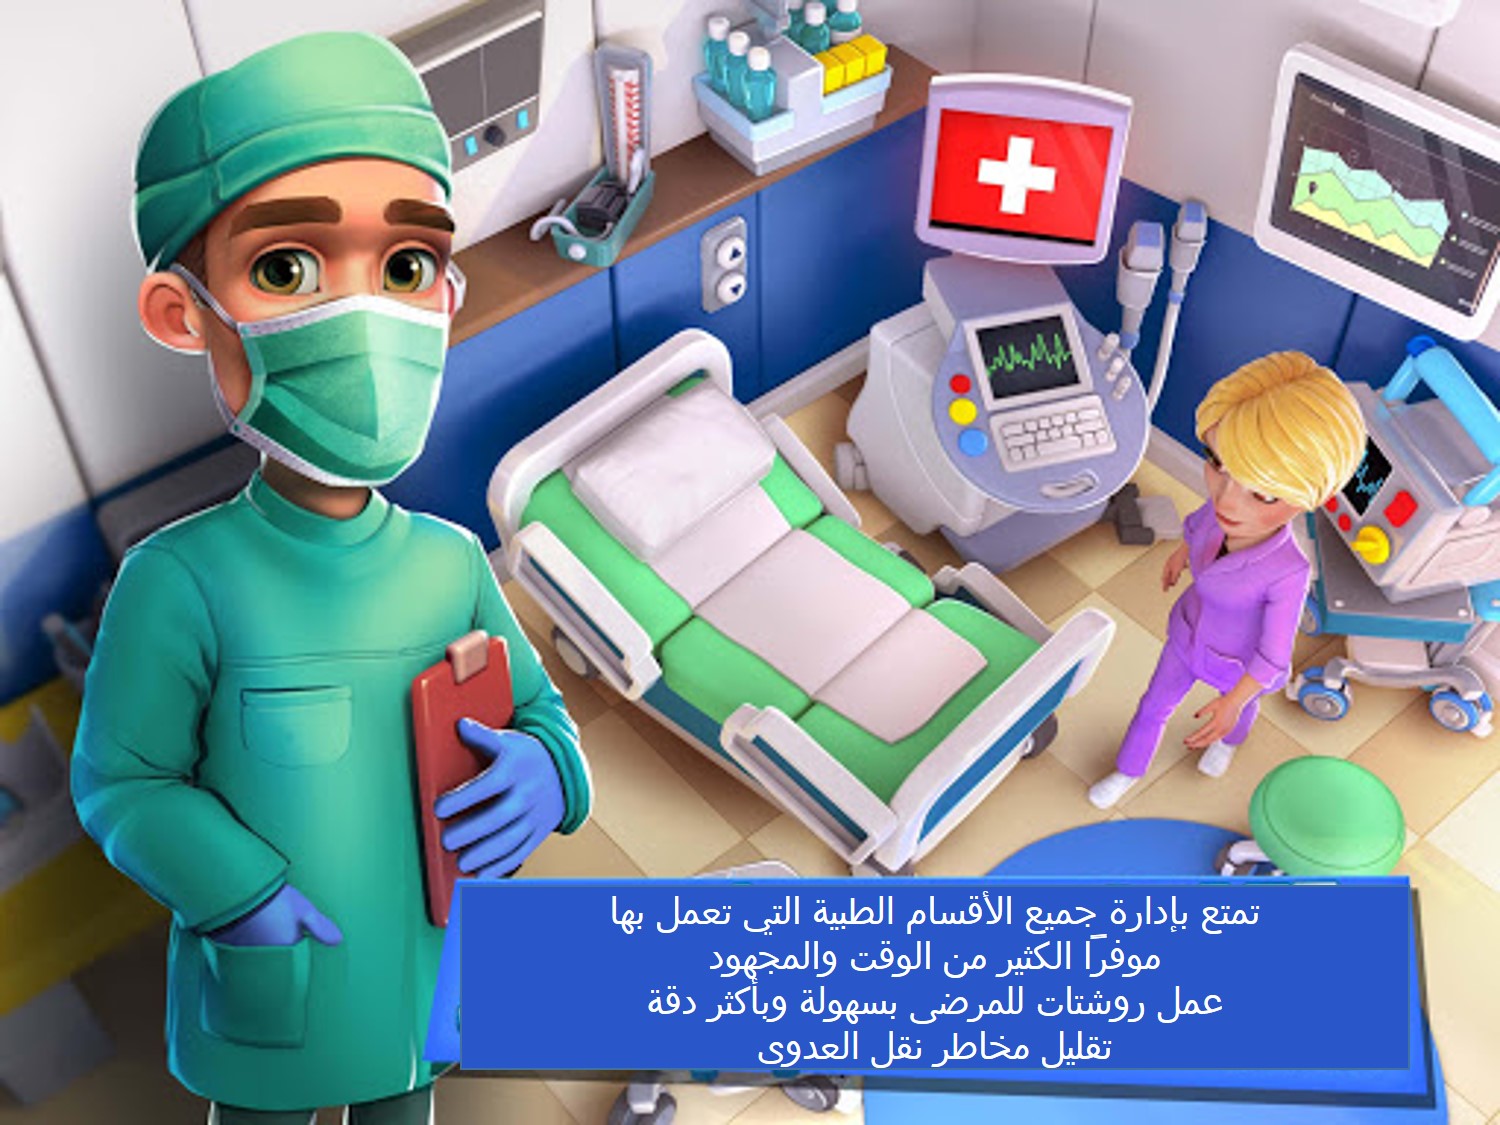 تمتع بإدارة جميع الأقسام الطبية التي تعمل بها
موفرًا الكثير من الوقت والمجهود
عمل روشتات للمرضى بسهولة وبأكثر دقة
تقليل مخاطر نقل العدوى